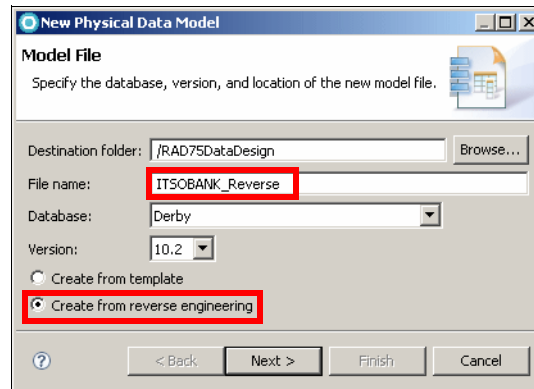 New Physical Data Model
Model File
Specify the database, version, and location of the new model file.
Destination folder: /RAD75DataDesign Browse...
File name: ITSOBANK_Reverse
Database: Derby
Version: 10.2
Create from template
Create from reverse engineering
? < Back Next > Finish Cancel